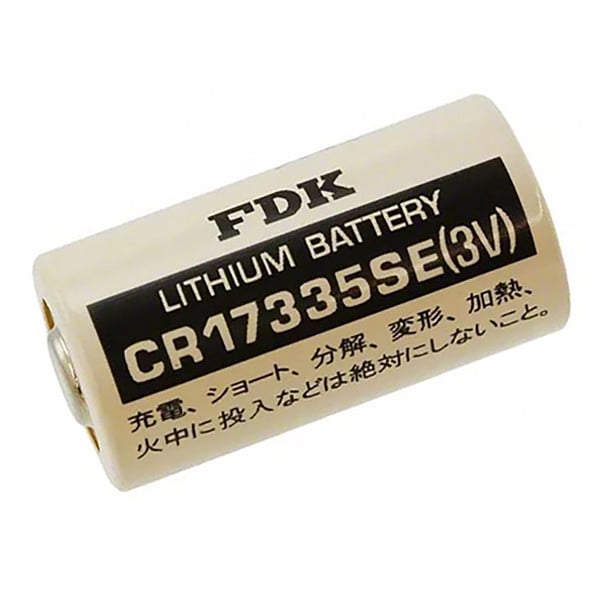 FDK
LITHIUM BATTERY
CR17335SE(3V)
充電、ショート、分解、変形、加熱、
火中に投入などは絶対にしないこと。